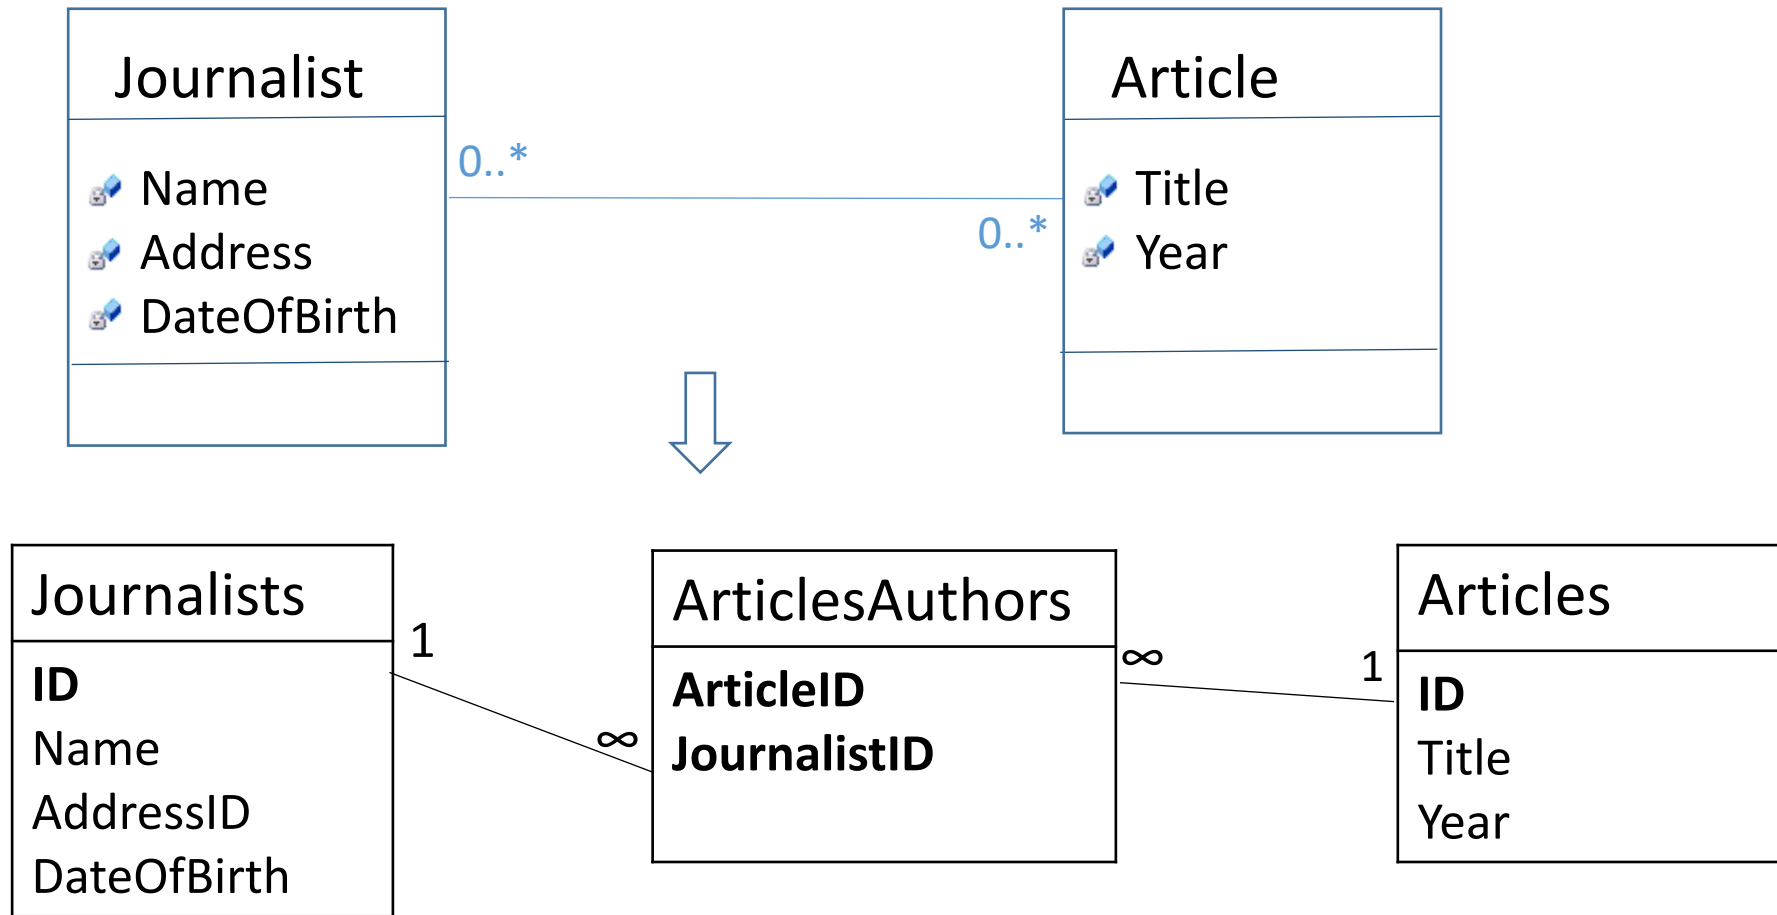 Journalist
Name
Address
DateOfBirth
0..*
0..*
Article
Title
Year
Journalists
ID
Name
AddressID
DateOfBirth
1
∞
ArticlesAuthors
ArticleID
JournalistID
∞
1
Articles
ID
Title
Year